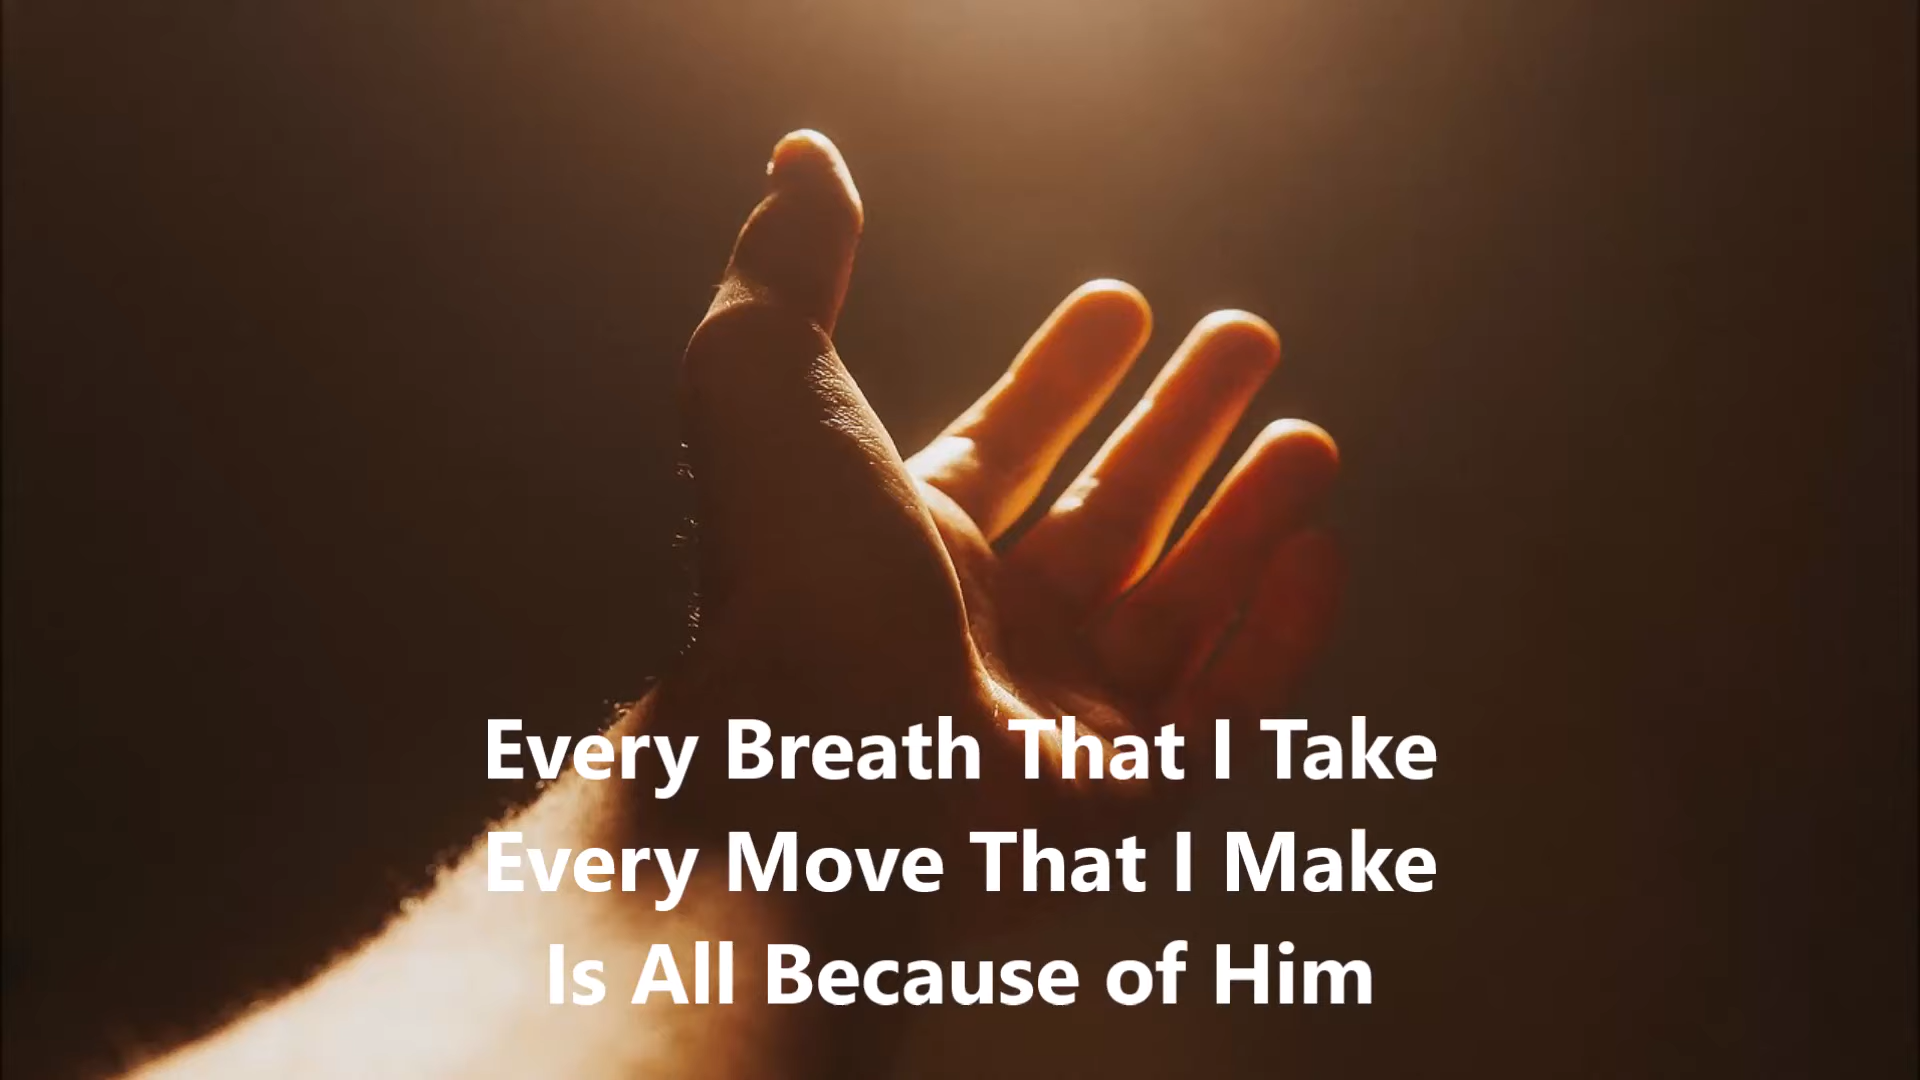 Every Breath That I Take
Every Move That I Make
Is All Because of Him